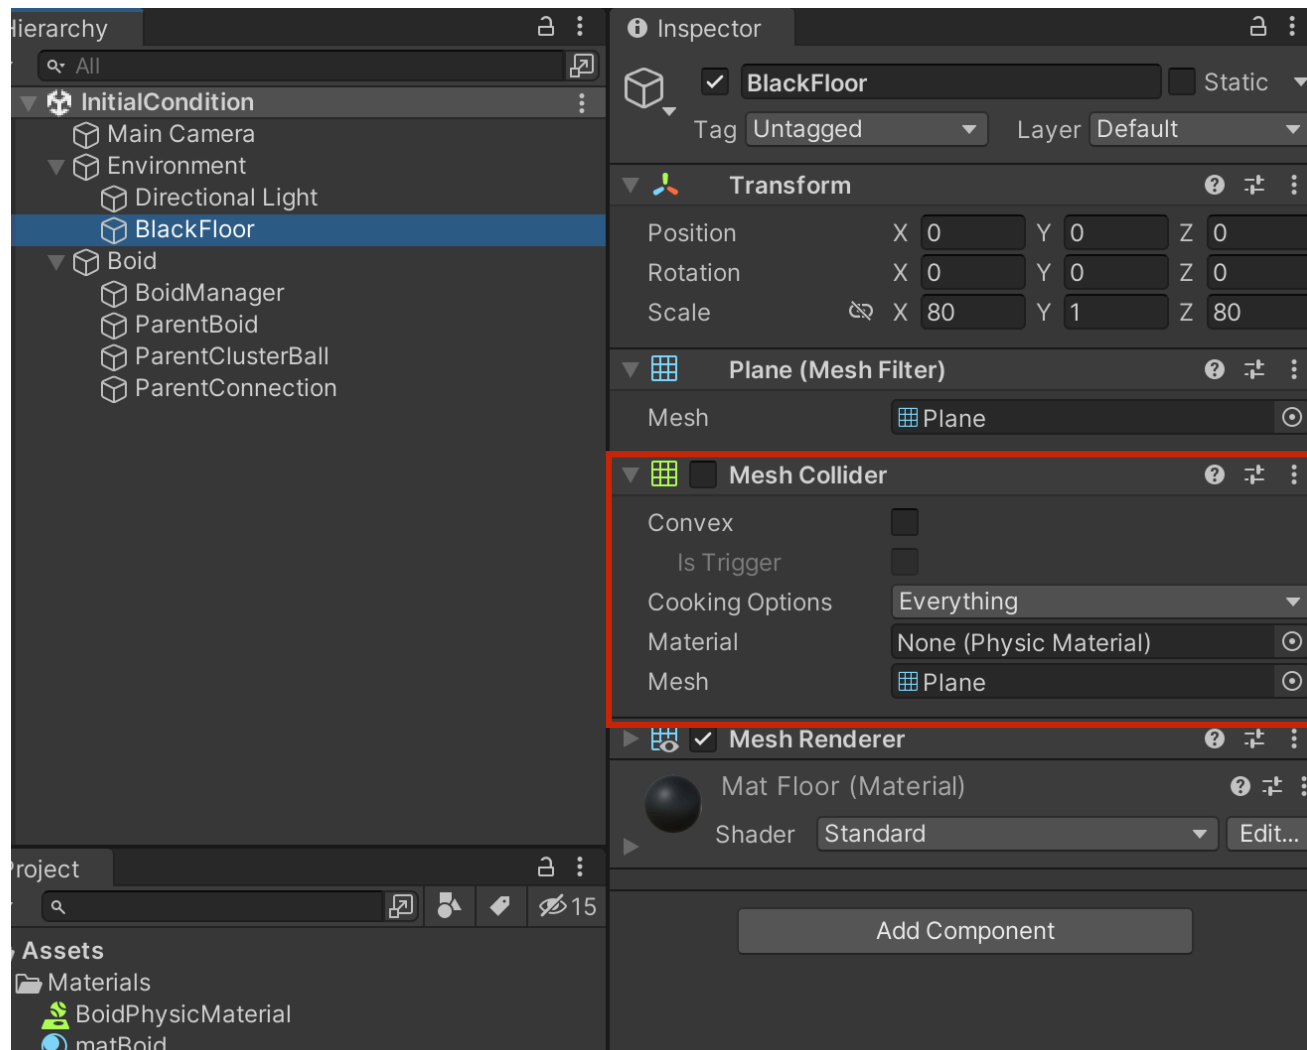 Hierarchy
All
InitialCondition
Main Camera
Environment
Directional Light
BlackFloor
Boid
BoidManager
ParentBoid
ParentClusterBall
ParentConnection
Project
15
Assets
Materials
BoidPhysicMaterial
matBoid
Inspector
BlackFloor Static
Tag Untagged Layer Default
Transform
Position X 0 Y 0 Z 0
Rotation X 0 Y 0 Z 0
Scale X 80 Y 1 Z 80
Plane (Mesh Filter)
Mesh Plane
Mesh Collider
Convex
Is Trigger
Cooking Options Everything
Material None (Physic Material)
Mesh Plane
Mesh Renderer
Mat Floor (Material)
Shader Standard Edit...
Add Component